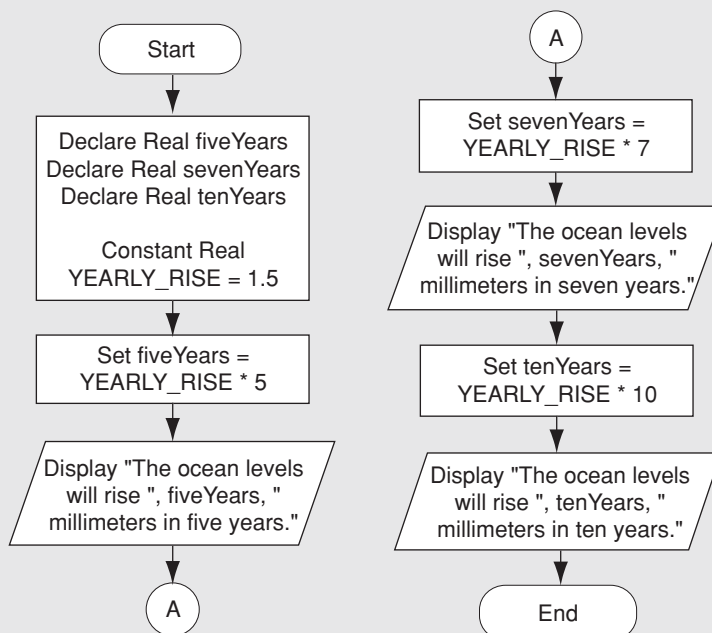 Start
Declare Real fiveYears
Declare Real sevenYears
Declare Real tenYears
Constant Real
YEARLY_RISE = 1.5
Set fiveYears =
YEARLY_RISE * 5
Display "The ocean levels
will rise ", fiveYears, "
millimeters in five years."
A
A
Set sevenYears =
YEARLY_RISE * 7
Display "The ocean levels
will rise ", sevenYears, "
millimeters in seven years."
Set tenYears =
YEARLY_RISE * 10
Display "The ocean levels
will rise ", tenYears, "
millimeters in ten years."
End